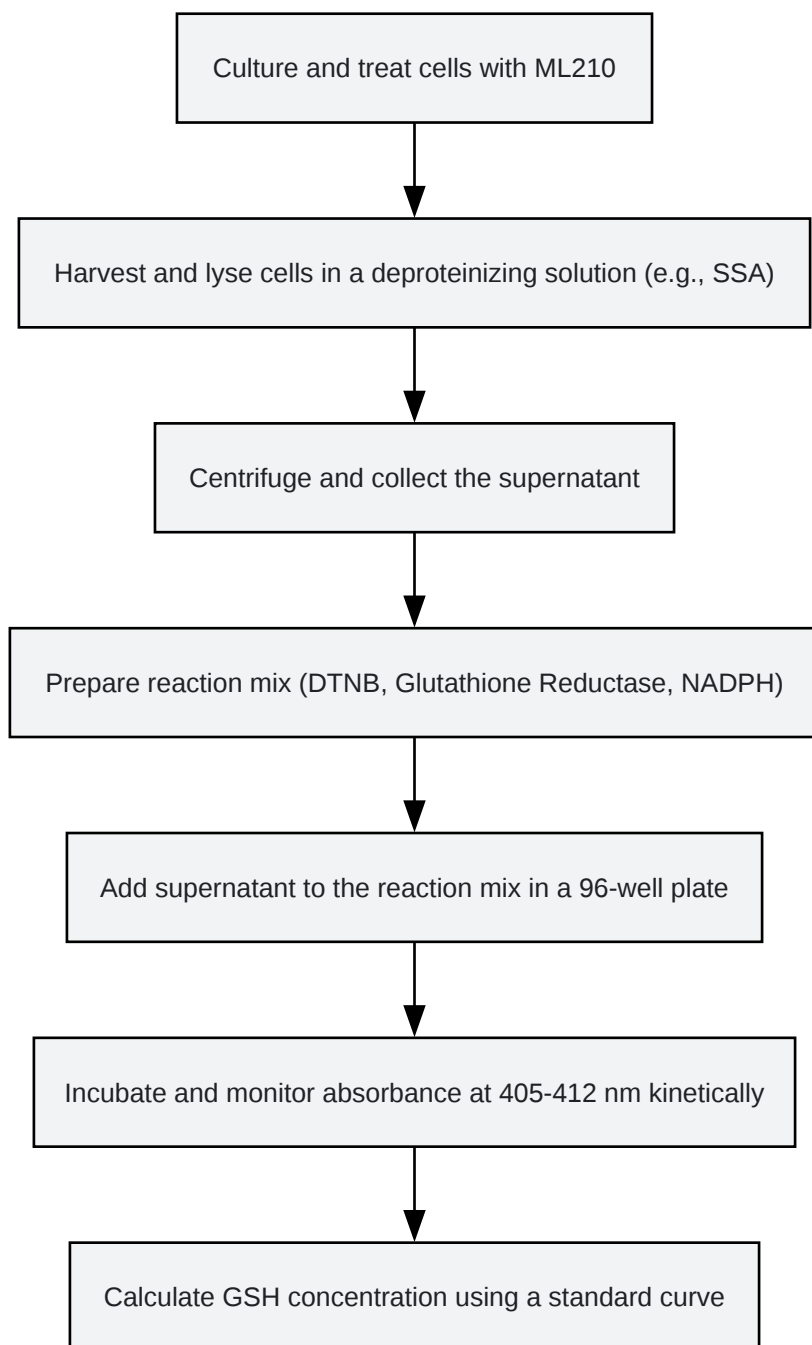 Culture and treat cells with ML210
Harvest and lyse cells in a deproteinizing solution (e.g., SSA)
Centrifuge and collect the supernatant
Prepare reaction mix (DTNB, Glutathione Reductase, NADPH)
Add supernatant to the reaction mix in a 96-well plate
Incubate and monitor absorbance at 405-412 nm kinetically
Calculate GSH concentration using a standard curve